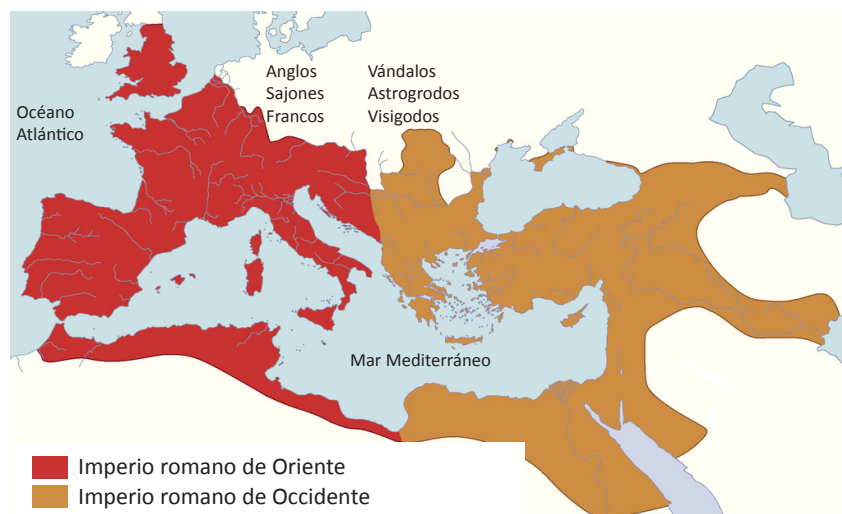 Anglos
Sajones
Francos
Vándalos
Astrogrodos
Visigodos
Océano
Atlántico
Mar Mediterráneo
Imperio romano de Oriente
Imperio romano de Occidente